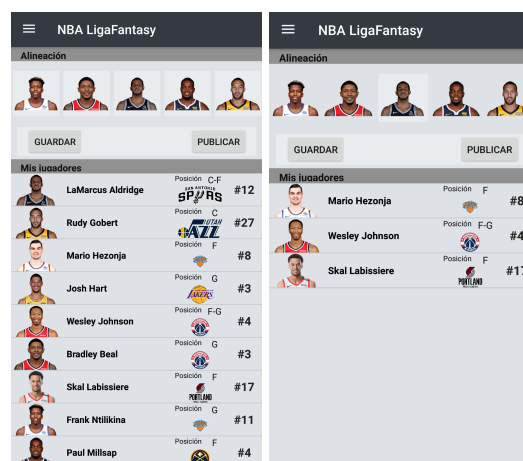 NBA LigaFantasy
Alineación
GUARDAR
PUBLICAR
Mis jugadores
LaMarcus Aldridge
Posición C-F
SAN ANTONIO
SPURS
#12
Rudy Gobert
Posición C
UTAH
JAZZ
#27
Mario Hezonja
Posición F
#8
Josh Hart
Posición G
LAKERS
#3
Wesley Johnson
Posición F-G
#4
Bradley Beal
Posición G
#3
Skal Labissiere
Posición F
PORTLAND
#17
Frank Ntilikina
Posición G
#11
Paul Millsap
Posición F
#4
NBA LigaFantasy
Alineación
GUARDAR
PUBLICAR
Mis jugadores
Mario Hezonja
Posición F
#8
Wesley Johnson
Posición F-G
#4
Skal Labissiere
Posición F
PORTLAND
#17